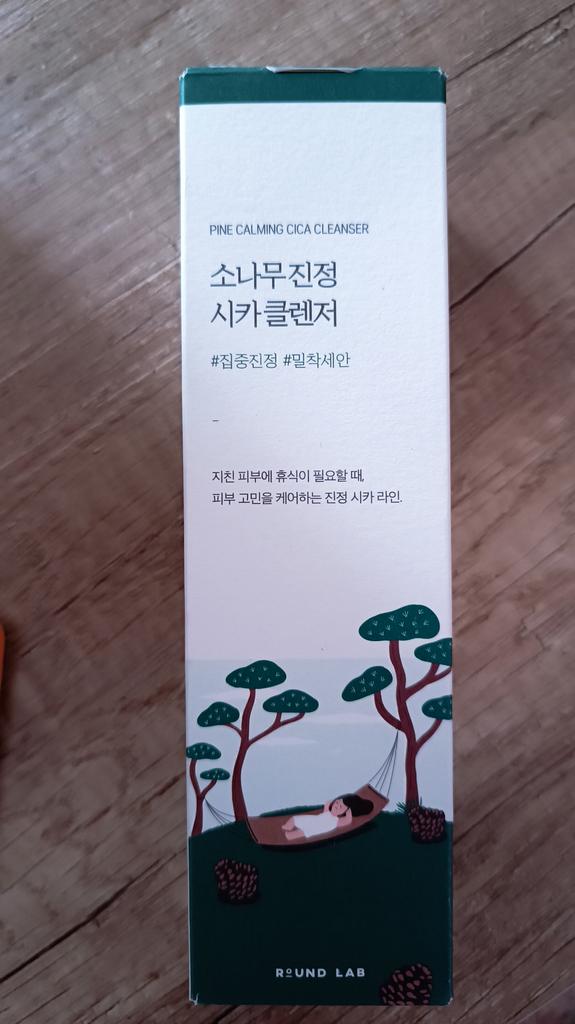 PINE CALMING CICA CLEANSER
소나무 진정
시카 클렌저
#집중진정 #밀착세안
–
지친 피부에 휴식이 필요할 때,
피부 고민을 케어하는 진정 시카 라인.
ROUND LAB